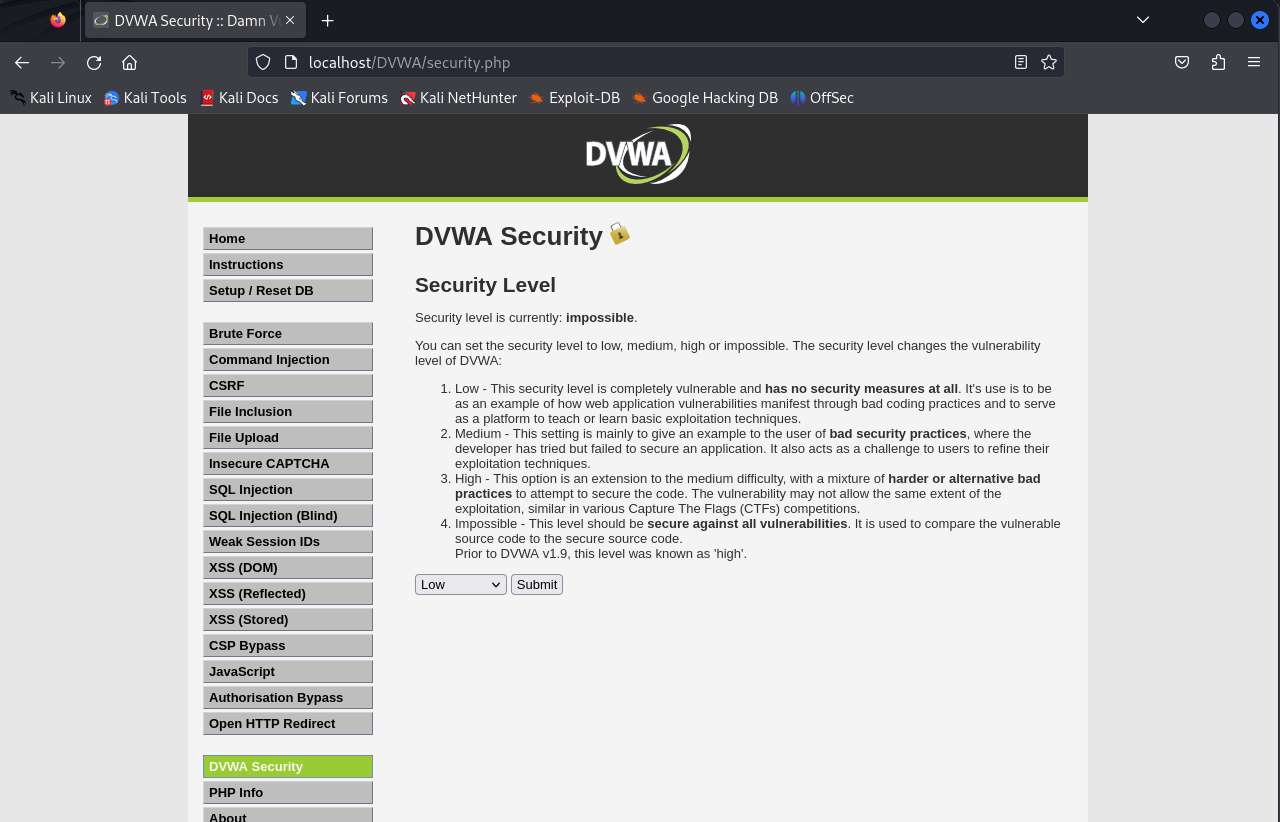 DVWA Security :: Damn V
localhost/DVWA/security.php
Kali Linux Kali Tools Kali Docs Kali Forums Kali NetHunter Exploit-DB Google Hacking DB OffSec
DVWA
Home
Instructions
Setup / Reset DB
Brute Force
Command Injection
CSRF
File Inclusion
File Upload
Insecure CAPTCHA
SQL Injection
SQL Injection (Blind)
Weak Session IDs
XSS (DOM)
XSS (Reflected)
XSS (Stored)
CSP Bypass
JavaScript
Authorisation Bypass
Open HTTP Redirect
DVWA Security
PHP Info
About
DVWA Security
Security Level
Security level is currently: impossible.
You can set the security level to low, medium, high or impossible. The security level changes the vulnerability
level of DVWA:
1. Low - This security level is completely vulnerable and has no security measures at all. It's use is to be
as an example of how web application vulnerabilities manifest through bad coding practices and to serve
as a platform to teach or learn basic exploitation techniques.
2. Medium - This setting is mainly to give an example to the user of bad security practices, where the
developer has tried but failed to secure an application. It also acts as a challenge to users to refine their
exploitation techniques.
3. High - This option is an extension to the medium difficulty, with a mixture of harder or alternative bad
practices to attempt to secure the code. The vulnerability may not allow the same extent of the
exploitation, similar in various Capture The Flags (CTFs) competitions.
4. Impossible - This level should be secure against all vulnerabilities. It is used to compare the vulnerable
source code to the secure source code.
Prior to DVWA v1.9, this level was known as 'high'.
Low Submit